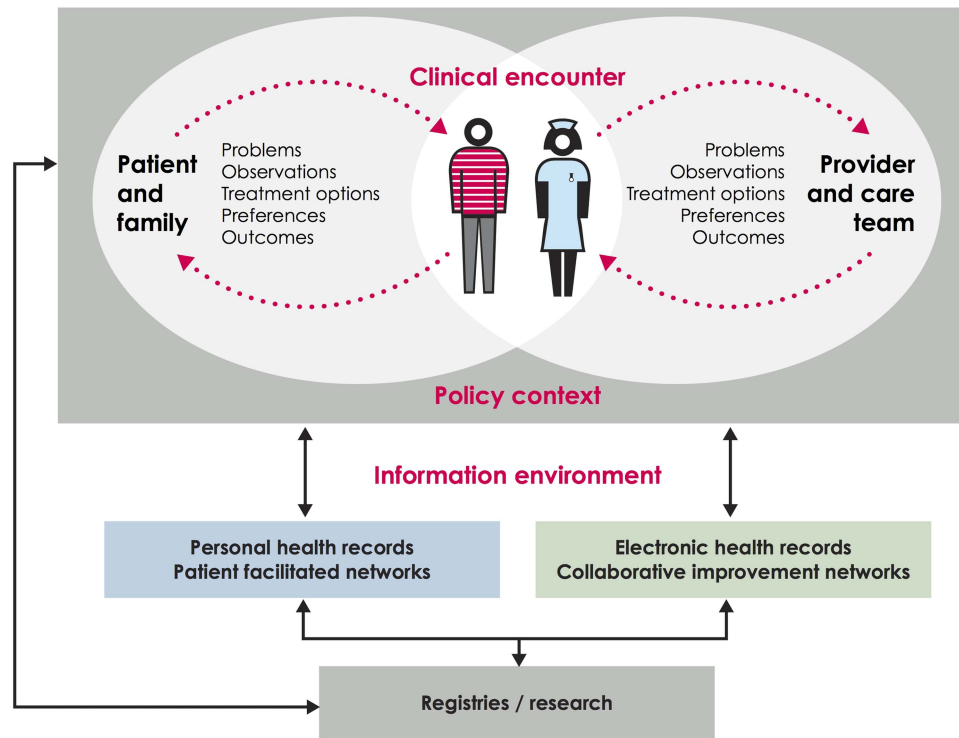 Clinical encounter
Patient
and
family
Problems
Observations
Treatment options
Preferences
Outcomes
Problems
Observations
Treatment options
Preferences
Outcomes
Provider
and care
team
Policy context
Information environment
Personal health records
Patient facilitated networks
Electronic health records
Collaborative improvement networks
Registries / research